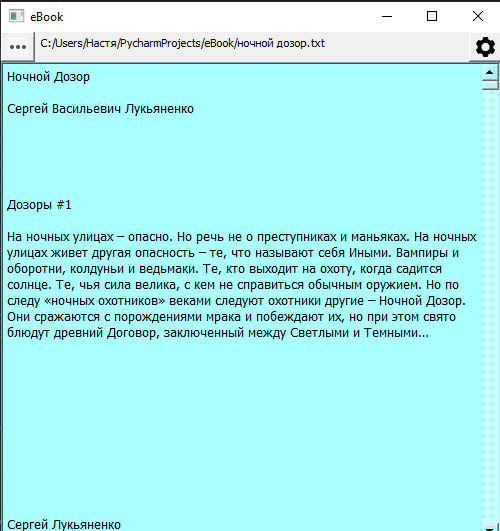 eBook
C:/Users/Настя/PycharmProjects/eBook/ночной дозор.txt
Ночной Дозор
Сергей Васильевич Лукьяненко
Дозоры #1
На ночных улицах – опасно. Но речь не о преступниках и маньяках. На ночных
улицах живет другая опасность – те, что называют себя Иными. Вампиры и
оборотни, колдуньи и ведьмаки. Те, кто выходит на охоту, когда садится
солнце. Те, чья сила велика, с кем не справиться обычным оружием. Но по
следу «ночных охотников» веками следуют охотники другие – Ночной Дозор.
Они сражаются с порождениями мрака и побеждают их, но при этом свято
блюдут древний Договор, заключенный между Светлыми и Темными...
Сергей Лукьяненко